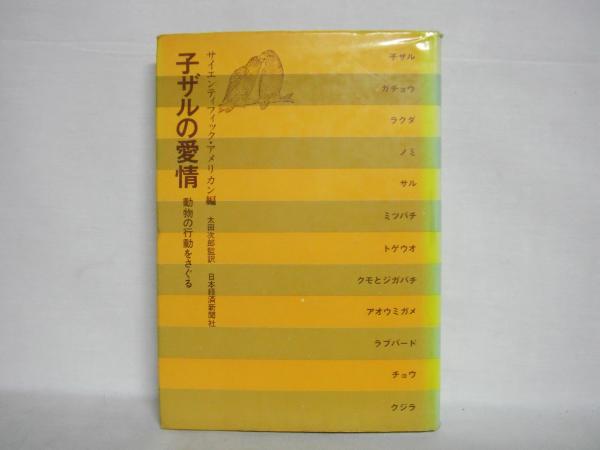 子ザルの愛情
動物の行動をさぐる
サイエンティフィック・アメリカン編
太田次郎監訳
日本経済新聞社
子ザル
ガチョウ
ラクダ
ノミ
サル
ミツバチ
トゲウオ
クモとジガバチ
アオウミガメ
ラブバード
チョウ
クジラ